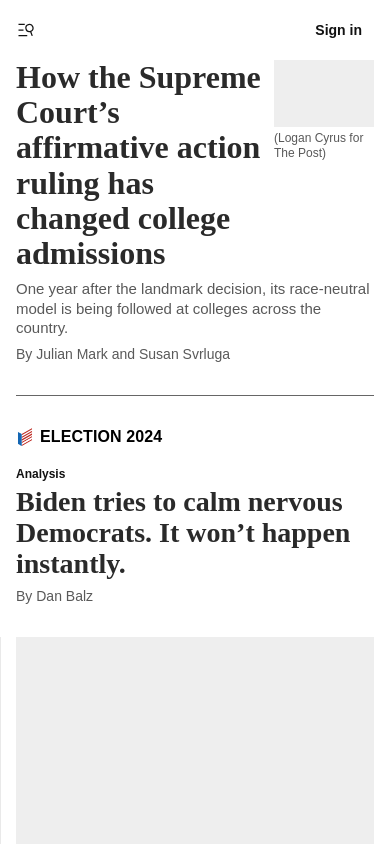 Sign in
How the Supreme
Court’s
affirmative action
ruling has
changed college
admissions
(Logan Cyrus for
The Post)
One year after the landmark decision, its race-neutral
model is being followed at colleges across the
country.
By Julian Mark and Susan Svrluga
ELECTION 2024
Analysis
Biden tries to calm nervous
Democrats. It won’t happen
instantly.
By Dan Balz